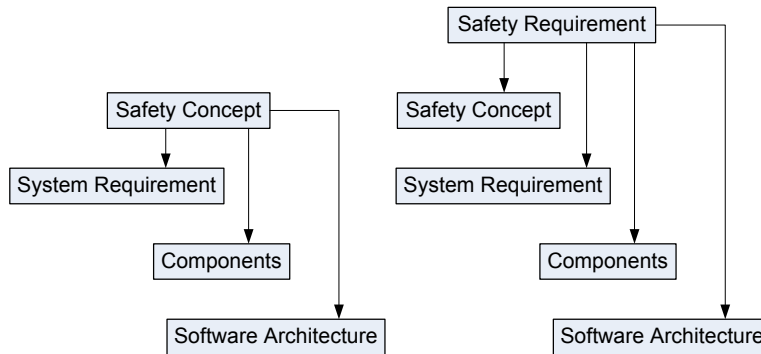 Safety Concept
System Requirement
Components
Software Architecture
Safety Requirement
Safety Concept
System Requirement
Components
Software Architecture